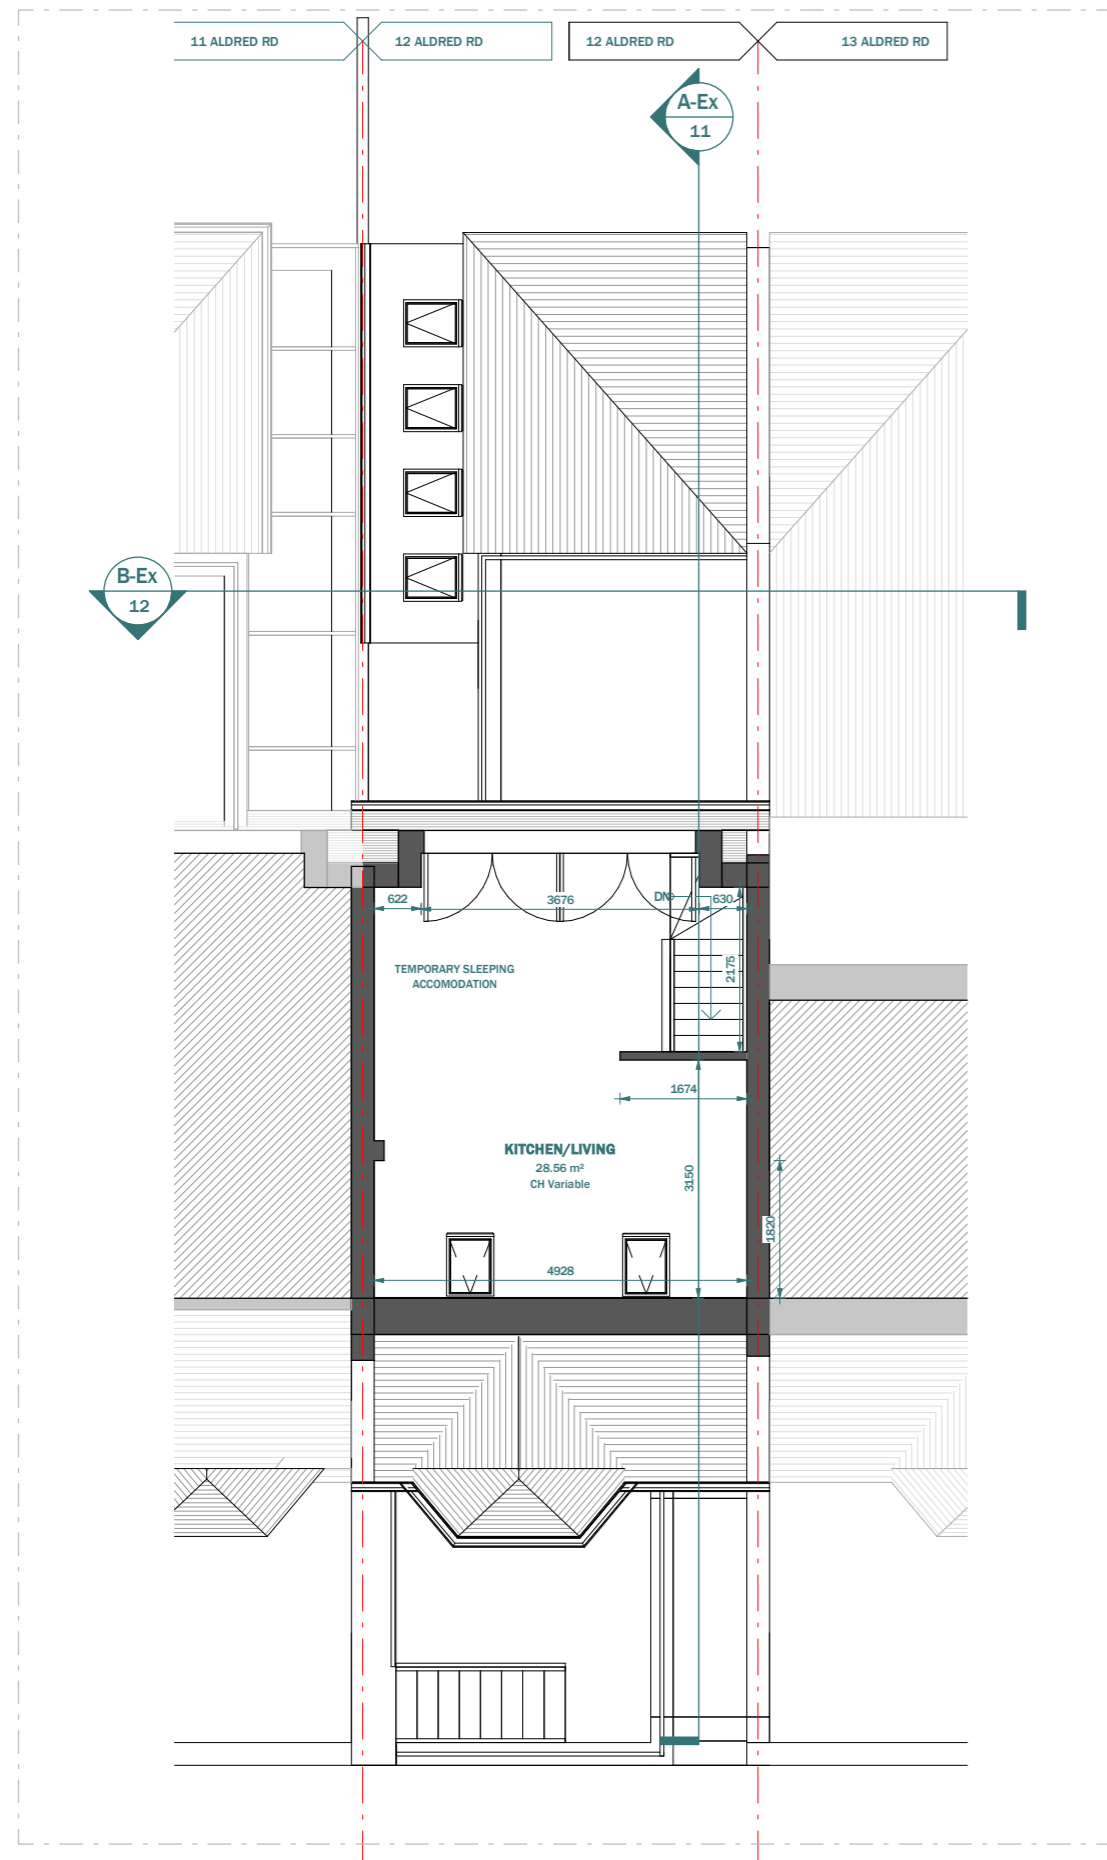 11 ALDRED RD
12 ALDRED RD
12 ALDRED RD
13 ALDRED RD
A-Ex
11
B-Ex
12
622
3676
DN
630
2175
TEMPORARY SLEEPING
ACCOMODATION
1674
KITCHEN/LIVING
28.56 m²
CH Variable
3150
1820
4928